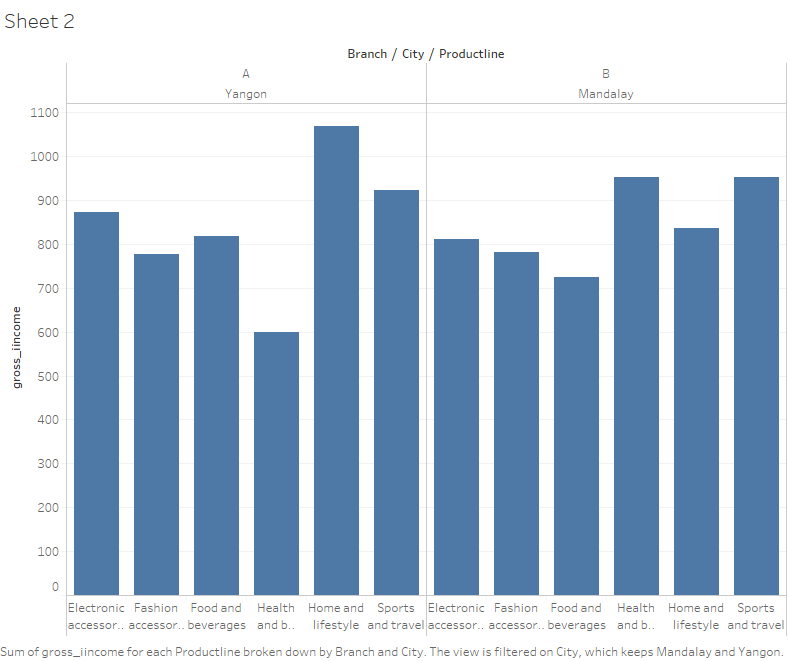 Sheet 2
Branch / City / Productline
A
B
Yangon
Mandalay
1100
1000
900
800
700
600
500
400
300
200
100
0
gross_iincome
Electronic Fashion Food and Health Home and Sports Electronic Fashion Food and Health Home and Sports
accessor.. accessor.. beverages and b.. lifestyle and travel accessor.. accessor.. beverages and b.. lifestyle and travel
Sum of gross_iincome for each Productline broken down by Branch and City. The view is filtered on City, which keeps Mandalay and Yangon.